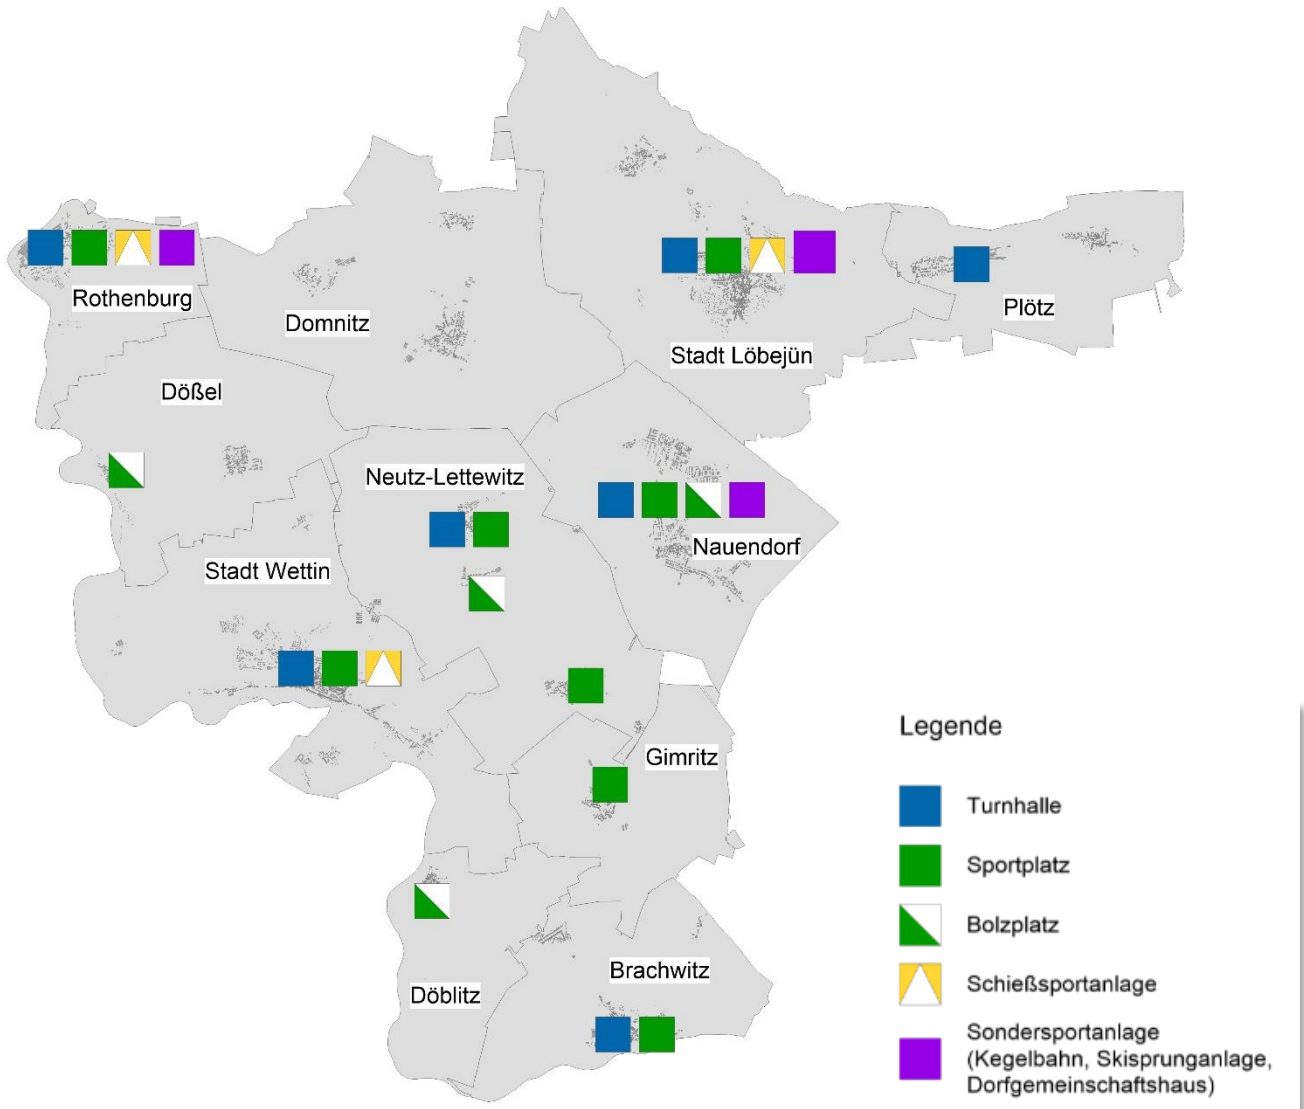 Rothenburg
Domnitz
Stadt Löbejün
Plötz
Dößel
Neutz-Lettewitz
Nauendorf
Stadt Wettin
Gimritz
Brachwitz
Döblitz
Legende
Turnhalle
Sportplatz
Bolzplatz
Schießsportanlage
Sondersportanlage
(Kegelbahn, Skisprunganlage,
Dorfgemeinschaftshaus)